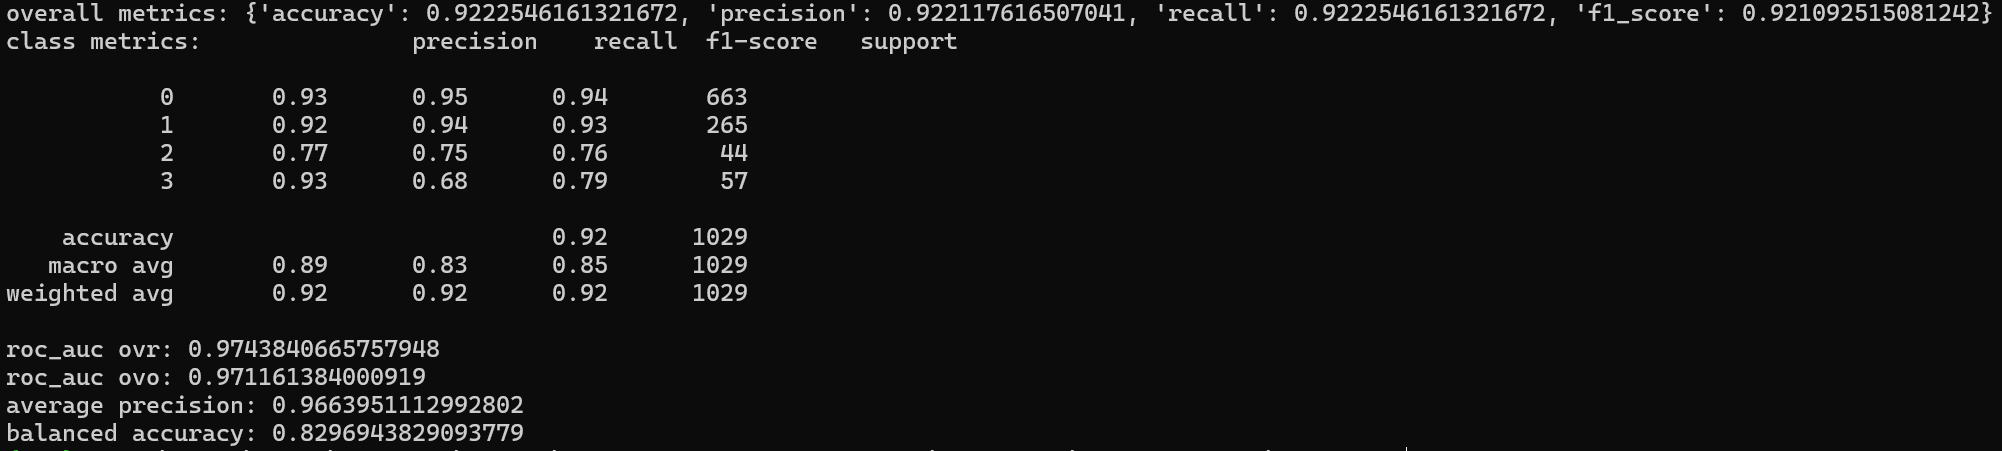 overall metrics: {'accuracy': 0.9222546161321672, 'precision': 0.922117616507041, 'recall': 0.9222546161321672, 'f1_score': 0.921092515081242}
class metrics:               precision    recall  f1-score   support
           0       0.93      0.95      0.94       663
           1       0.92      0.94      0.93       265
           2       0.77      0.75      0.76        44
           3       0.93      0.68      0.79        57
    accuracy                           0.92      1029
   macro avg       0.89      0.83      0.85      1029
weighted avg       0.92      0.92      0.92      1029
roc_auc ovr: 0.9743840665757948
roc_auc ovo: 0.971161384000919
average precision: 0.9663951112992802
balanced accuracy: 0.8296943829093779